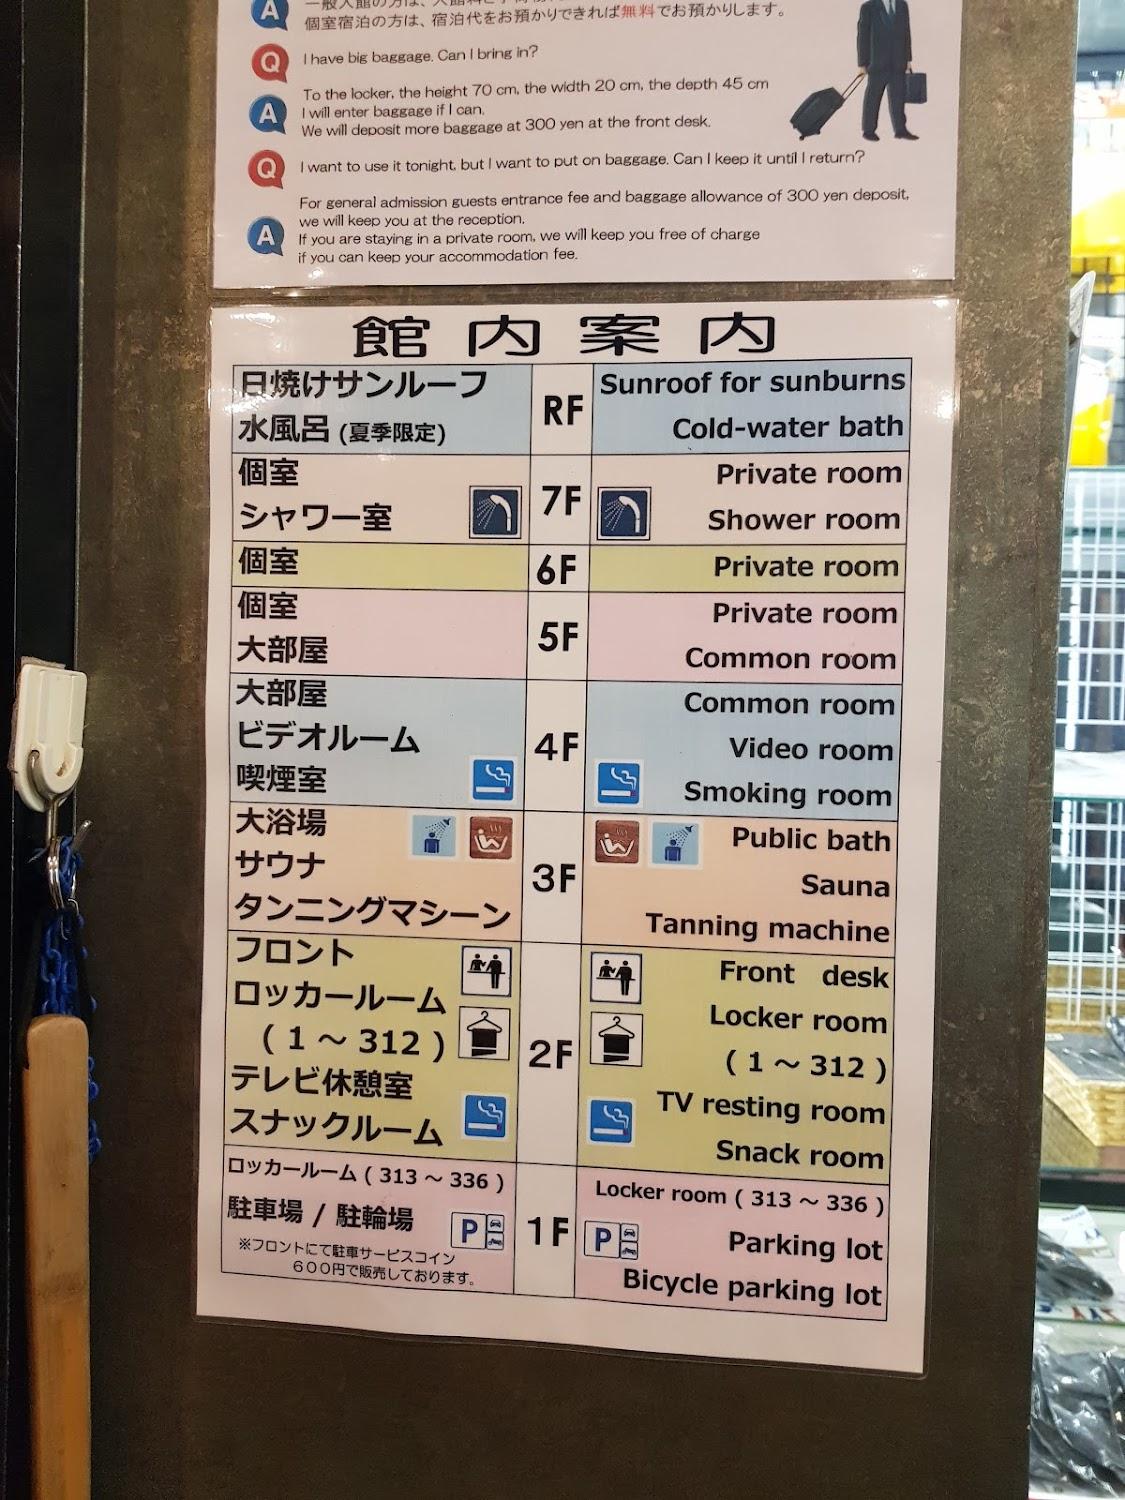 A
個室宿泊の方は、宿泊代をお預かりできれば無料でお預かりします。
Q I have big baggage. Can I bring in?
To the locker, the height 70 cm, the width 20 cm, the depth 45 cm
A I will enter baggage if I can.
We will deposit more baggage at 300 yen at the front desk.
Q I want to use it tonight, but I want to put on baggage. Can I keep it until I return?
For general admission guests entrance fee and baggage allowance of 300 yen deposit,
we will keep you at the reception.
A If you are staying in a private room, we will keep you free of charge
if you can keep your accommodation fee.
館内案内
日焼けサンルーフ
水風呂 (夏季限定)
RF
Sunroof for sunburns
Cold-water bath
個室
シャワー室
7F
Private room
Shower room
個室
6F
Private room
個室
大部屋
5F
Private room
Common room
大部屋
ビデオルーム
喫煙室
4F
Common room
Video room
Smoking room
大浴場
サウナ
タンニングマシーン
3F
Public bath
Sauna
Tanning machine
フロント
ロッカールーム
( 1 ～ 312 )
テレビ休憩室
スナックルーム
2F
Front desk
Locker room
( 1 ～ 312 )
TV resting room
Snack room
ロッカールーム ( 313 ～ 336 )
駐車場 / 駐輪場 P
※フロントにて駐車サービスコイン
６００円で販売しております。
1F
Locker room ( 313 ～ 336 )
P Parking lot
Bicycle parking lot